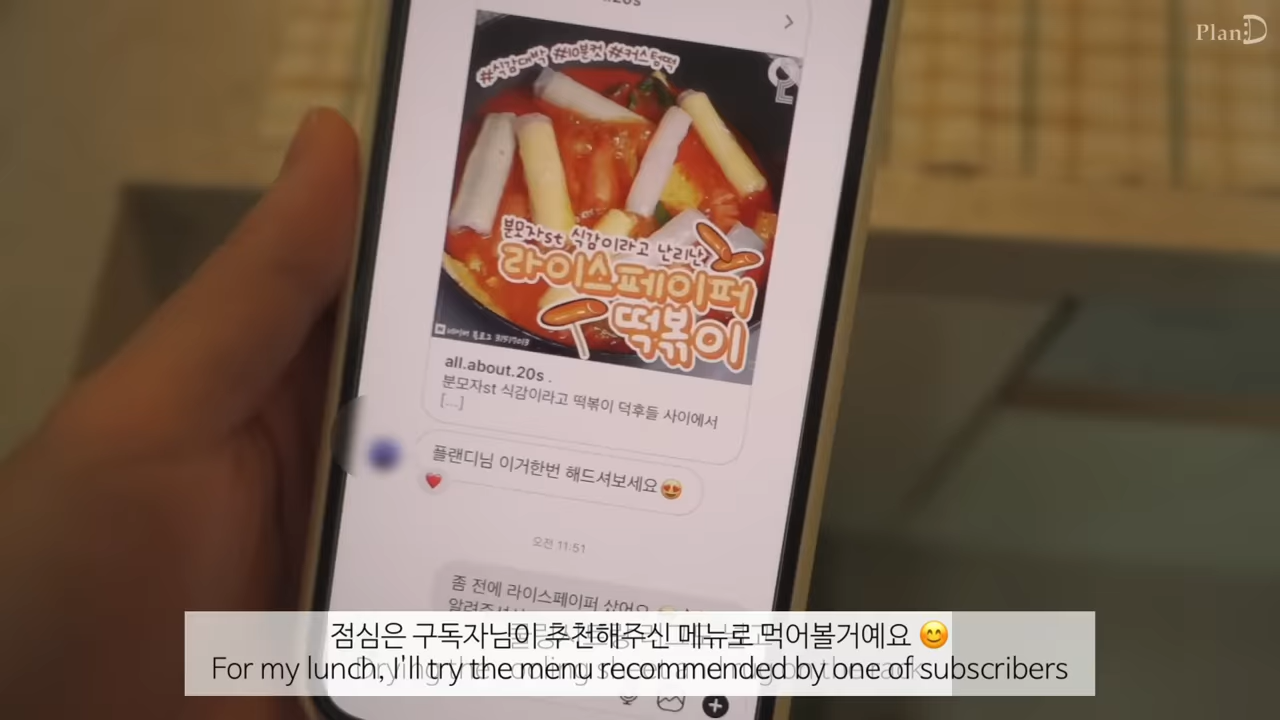 Plan:D
#식감대박 #10분컷 #커스텀떡
분모자st 식감이라고 난리난
라이스페이퍼
떡볶이
all.about.20s .
분모자st 식감이라고 떡볶이 덕후들 사이에서
[...]
플랜디님 이거한번 해드셔보세요😍
오전 11:51
좀 전에 라이스페이퍼 샀어요
점심은 구독자님이 추천해주신 메뉴로 먹어볼거예요 😊
For my lunch, I'll try the menu recommended by one of subscribers